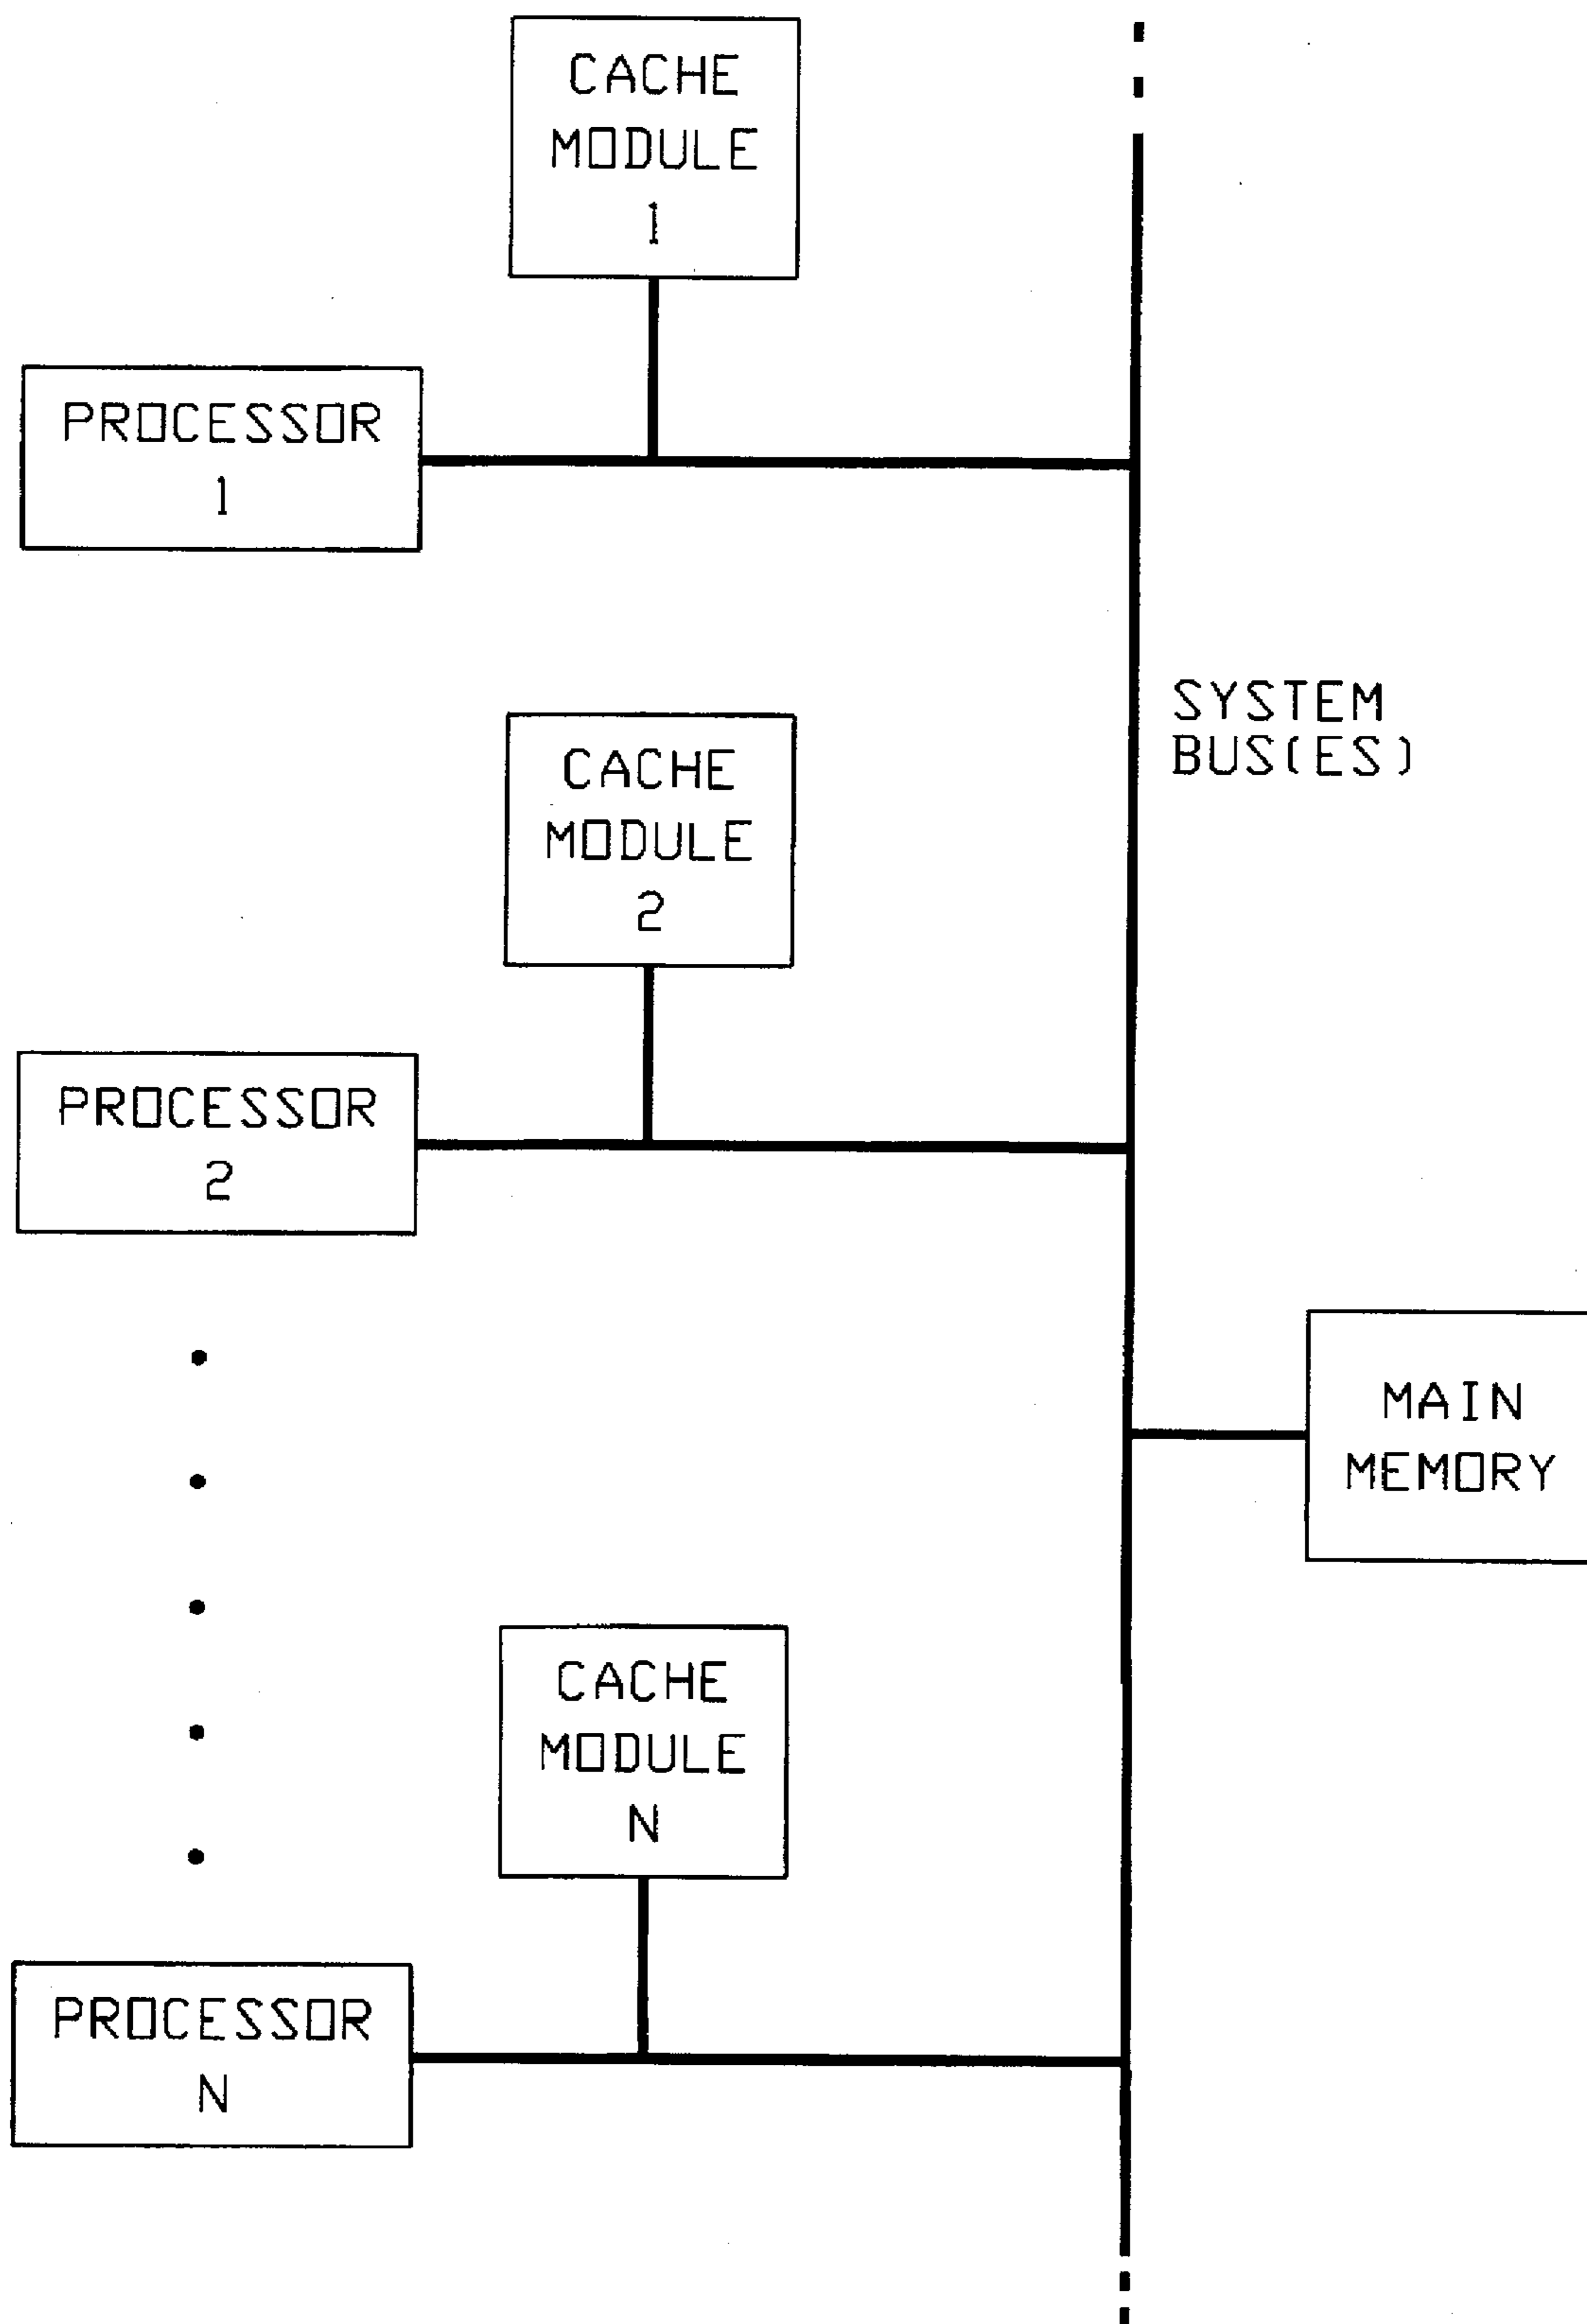 CACHE
MODULE
1
PROCESSOR
1
SYSTEM
BUS(ES)
CACHE
MODULE
2
PROCESSOR
2
MAIN
MEMORY
CACHE
MODULE
N
PROCESSOR
N